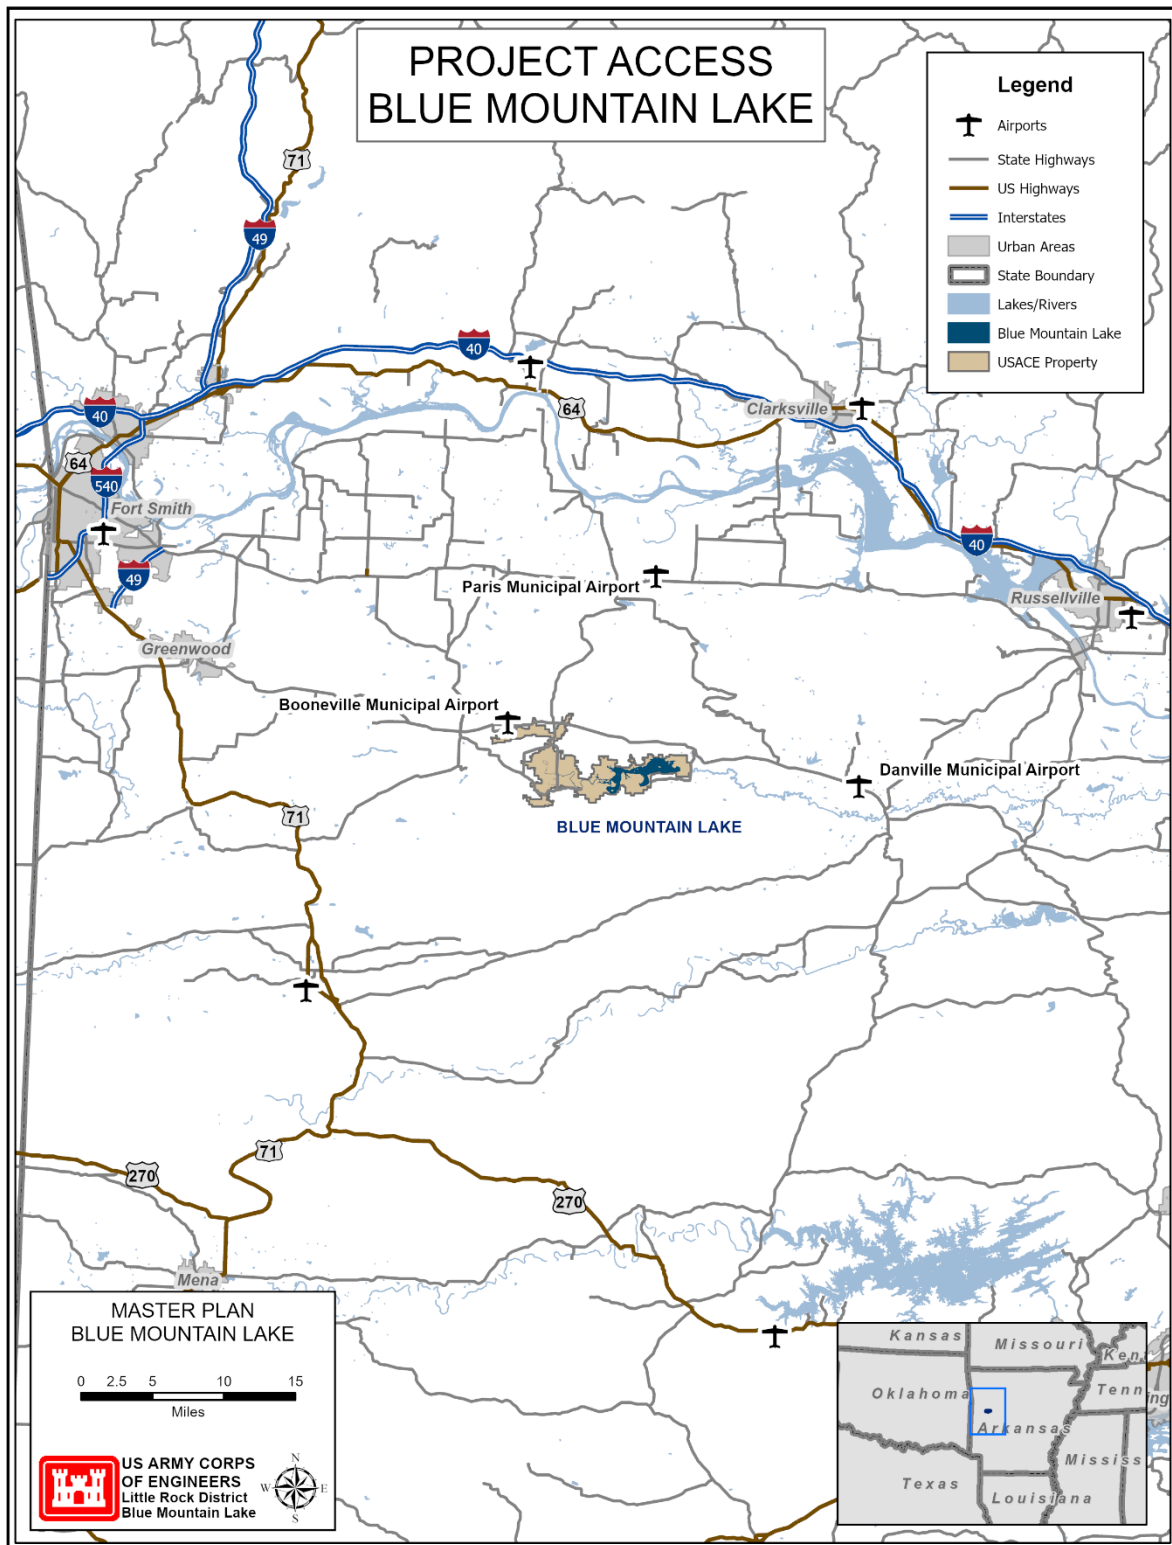 PROJECT ACCESS
BLUE MOUNTAIN LAKE
Legend
Airports
State Highways
US Highways
Interstates
Urban Areas
State Boundary
Lakes/Rivers
Blue Mountain Lake
USACE Property
71
49
40
40
64
Clarksville
64
540
Fort Smith
40
49
Paris Municipal Airport
Russellville
Greenwood
Booneville Municipal Airport
Danville Municipal Airport
71
BLUE MOUNTAIN LAKE
71
270
270
Mena
MASTER PLAN
BLUE MOUNTAIN LAKE
0 2.5 5 10 15
Miles
US ARMY CORPS
OF ENGINEERS
Little Rock District
Blue Mountain Lake
N
W E
S
Kansas
Missouri
Ken
Oklahoma
Tenn
ing
Arkansas
Mississ
Texas
Louisiana